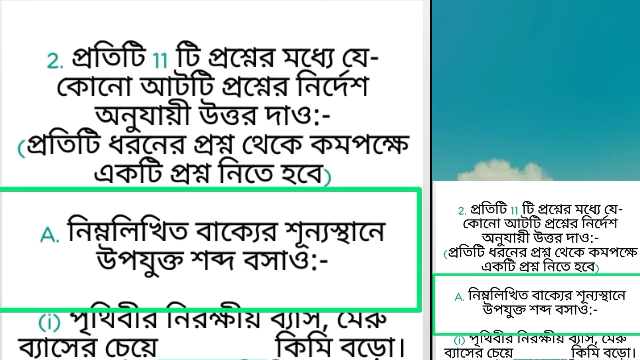 2. প্রতিটি 11 টি প্রশ্নের মধ্যে যে-
কোনো আটটি প্রশ্নের নির্দেশ
অনুযায়ী উত্তর দাও:-
(প্রতিটি ধরনের প্রশ্ন থেকে কমপক্ষে
একটি প্রশ্ন নিতে হবে)
A. নিম্নলিখিত বাক্যের শূন্যস্থানে
উপযুক্ত শব্দ বসাও:-
(i) পৃথিবীর নিরক্ষীয় ব্যাস, মেরু
ব্যাসের চেয়ে ________ কিমি বড়ো।
2. প্রতিটি 11 টি প্রশ্নের মধ্যে যে-
কোনো আটটি প্রশ্নের নির্দেশ
অনুযায়ী উত্তর দাও:-
(প্রতিটি ধরনের প্রশ্ন থেকে কমপক্ষে
একটি প্রশ্ন নিতে হবে)
A. নিম্নলিখিত বাক্যের শূন্যস্থানে
উপযুক্ত শব্দ বসাও:-
(i) পৃথিবীর নিরক্ষীয় ব্যাস, মেরু
ব্যাসের চেয়ে ________ কিমি বড়ো।